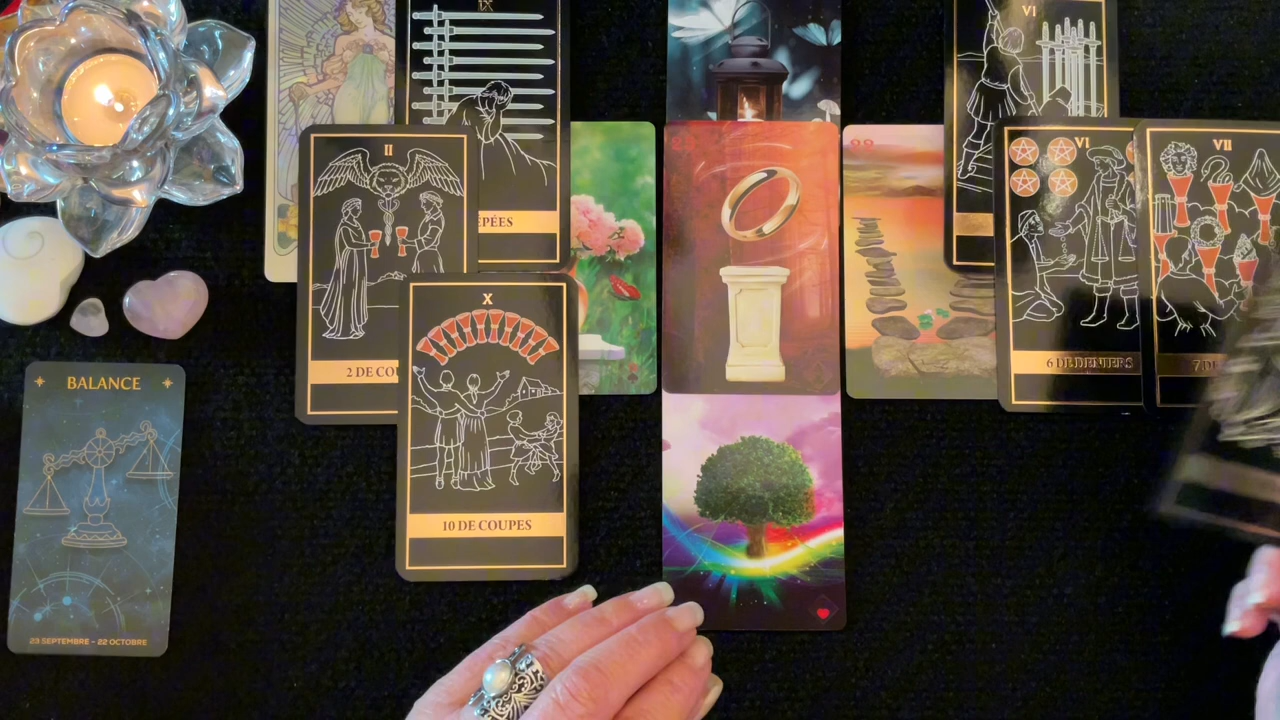 IX
VI
II
ÉPÉES
VI
VII
2 DE COU
6 DE DENIERS
7 D
X
10 DE COUPES
BALANCE
23 SEPTEMBRE - 22 OCTOBRE